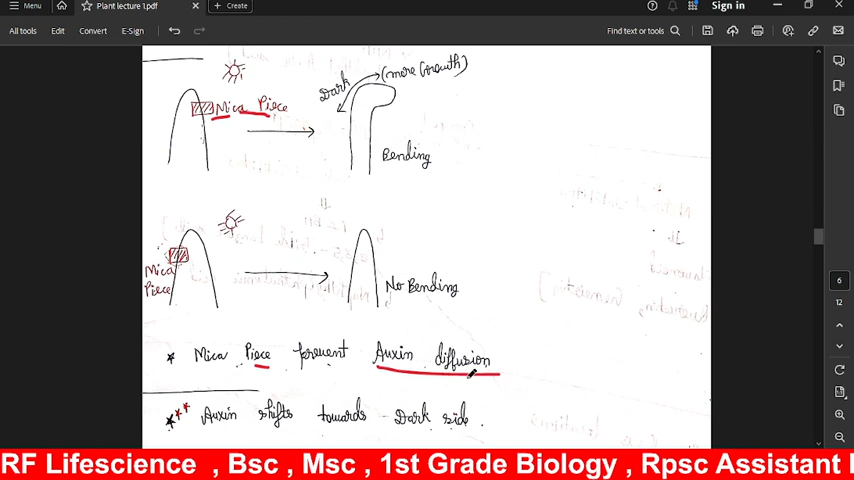 Menu
Plant lecture 1.pdf
+ Create
Sign in
All tools
Edit
Convert
E-Sign
Find text or tools
Dark
(more Growth)
Mica Piece
Bending
Mica
Piece
No Bending
* Mica Piece prevent Auxin diffusion
*** Auxin shifts towards Dark side.
6
12
RF Lifescience , Bsc , Msc , 1st Grade Biology , Rpsc Assistant